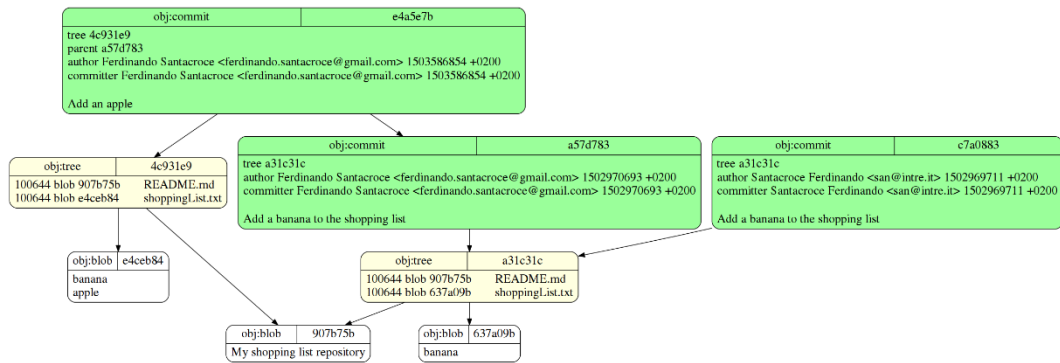 obj:commit e4a5e7b
tree 4c931e9
parent a57d783
author Ferdinando Santacroce <ferdinando.santacroce@gmail.com> 1503586854 +0200
committer Ferdinando Santacroce <ferdinando.santacroce@gmail.com> 1503586854 +0200
Add an apple
obj:tree 4c931e9
100644 blob 907b75b README.md
100644 blob e4ceb84 shoppingList.txt
obj:commit a57d783
tree a31c31c
author Ferdinando Santacroce <ferdinando.santacroce@gmail.com> 1502970693 +0200
committer Ferdinando Santacroce <ferdinando.santacroce@gmail.com> 1502970693 +0200
Add a banana to the shopping list
obj:commit c7a0883
tree a31c31c
author Santacroce Ferdinando <san@intre.it> 1502969711 +0200
committer Santacroce Ferdinando <san@intre.it> 1502969711 +0200
Add a banana to the shopping list
obj:blob e4ceb84
banana
apple
obj:tree a31c31c
100644 blob 907b75b README.md
100644 blob 637a09b shoppingList.txt
obj:blob 907b75b
My shopping list repository
obj:blob 637a09b
banana